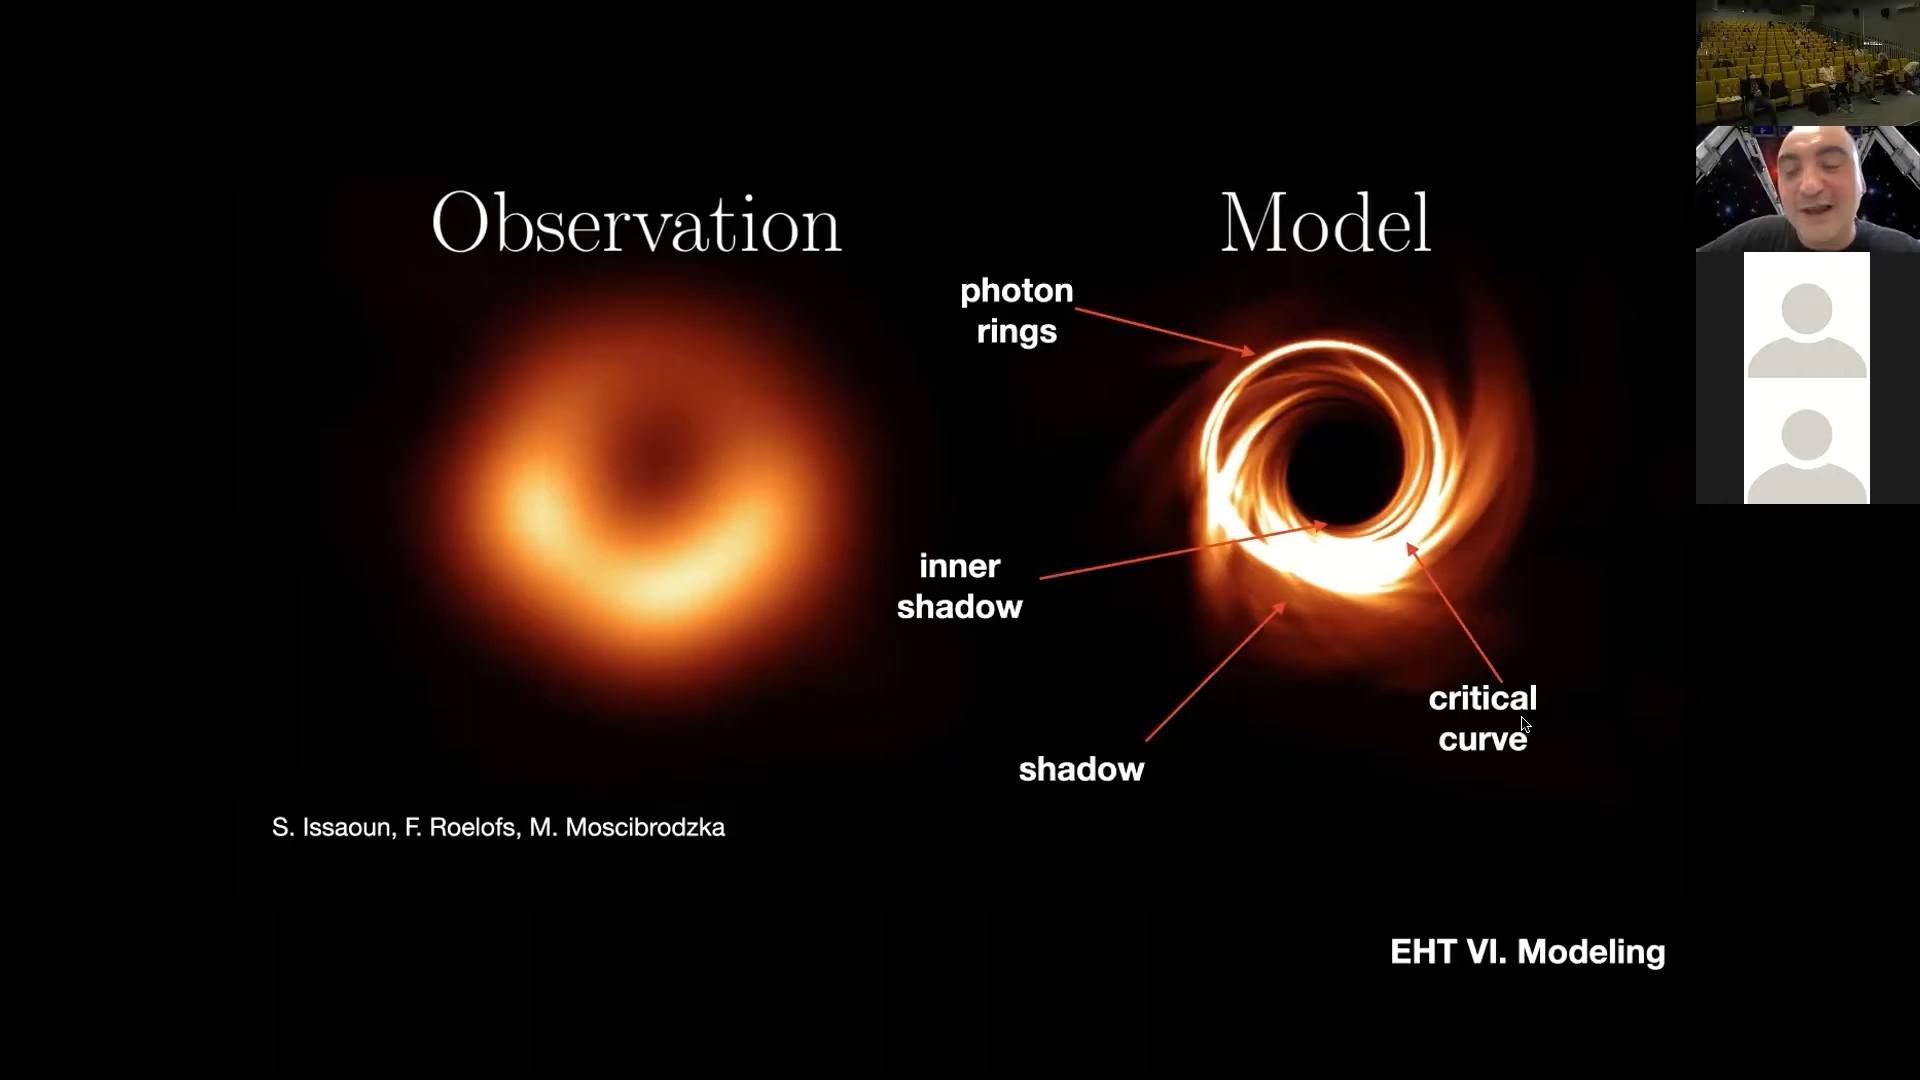 Observation
Model
photon
rings
inner
shadow
critical
curve
shadow
S. Issaoun, F. Roelofs, M. Moscibrodzka
EHT VI. Modeling